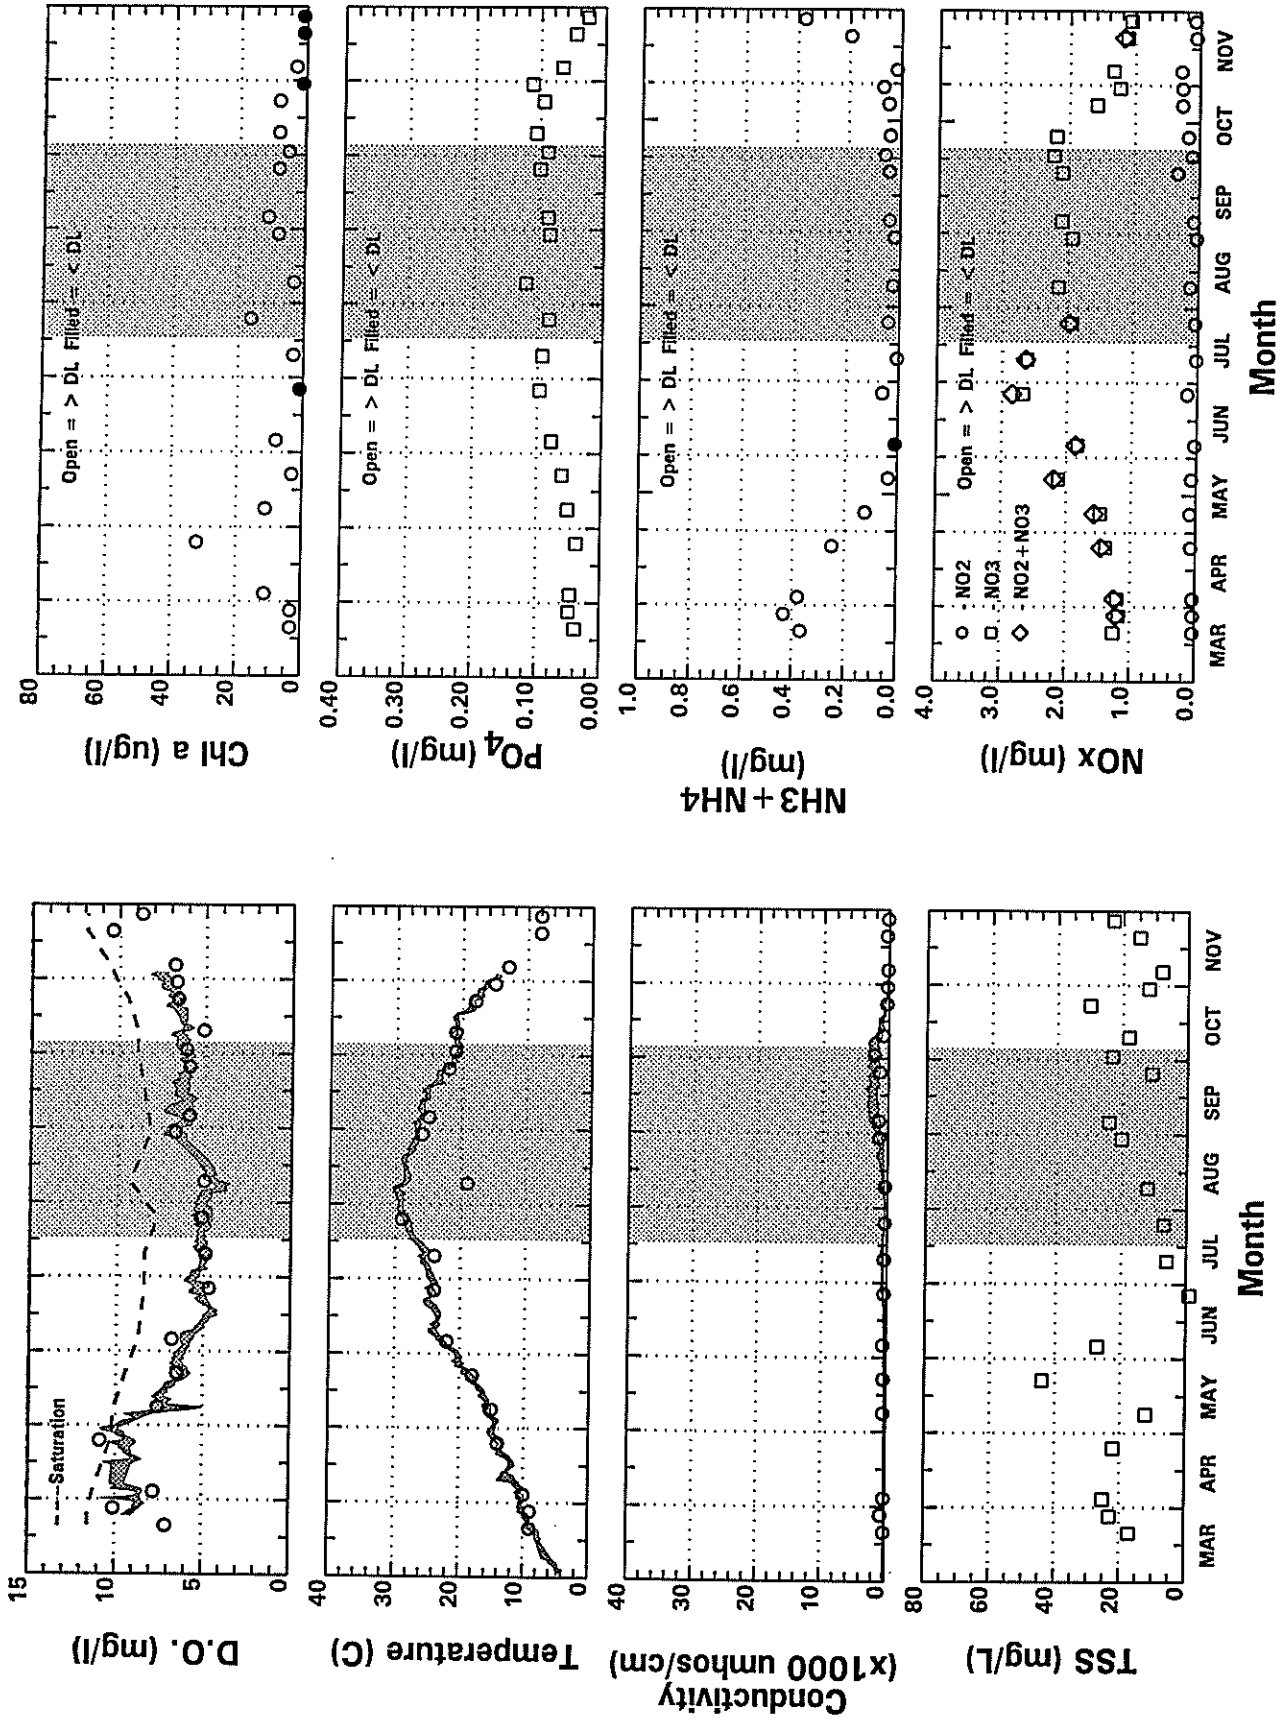 D.O. (mg/l)
15
10
5
0
---Saturation
Temperature (C)
40
30
20
10
0
Conductivity
(x1000 umhos/cm)
40
30
20
10
0
TSS (mg/L)
80
60
40
20
0
MAR APR MAY JUN JUL AUG SEP OCT NOV
Month
Chl a (ug/l)
80
60
40
20
0
Open = > DL Filled = < DL
PO4 (mg/l)
0.40
0.30
0.20
0.10
0.00
Open = > DL Filled = < DL
NH3+NH4
(mg/l)
1.0
0.8
0.6
0.4
0.2
0.0
Open = > DL Filled = < DL
NOx (mg/l)
4.0
3.0
2.0
1.0
0.0
Open = > DL Filled = < DL
- NO2
- NO3
- NO2+NO3
MAR APR MAY JUN JUL AUG SEP OCT NOV
Month